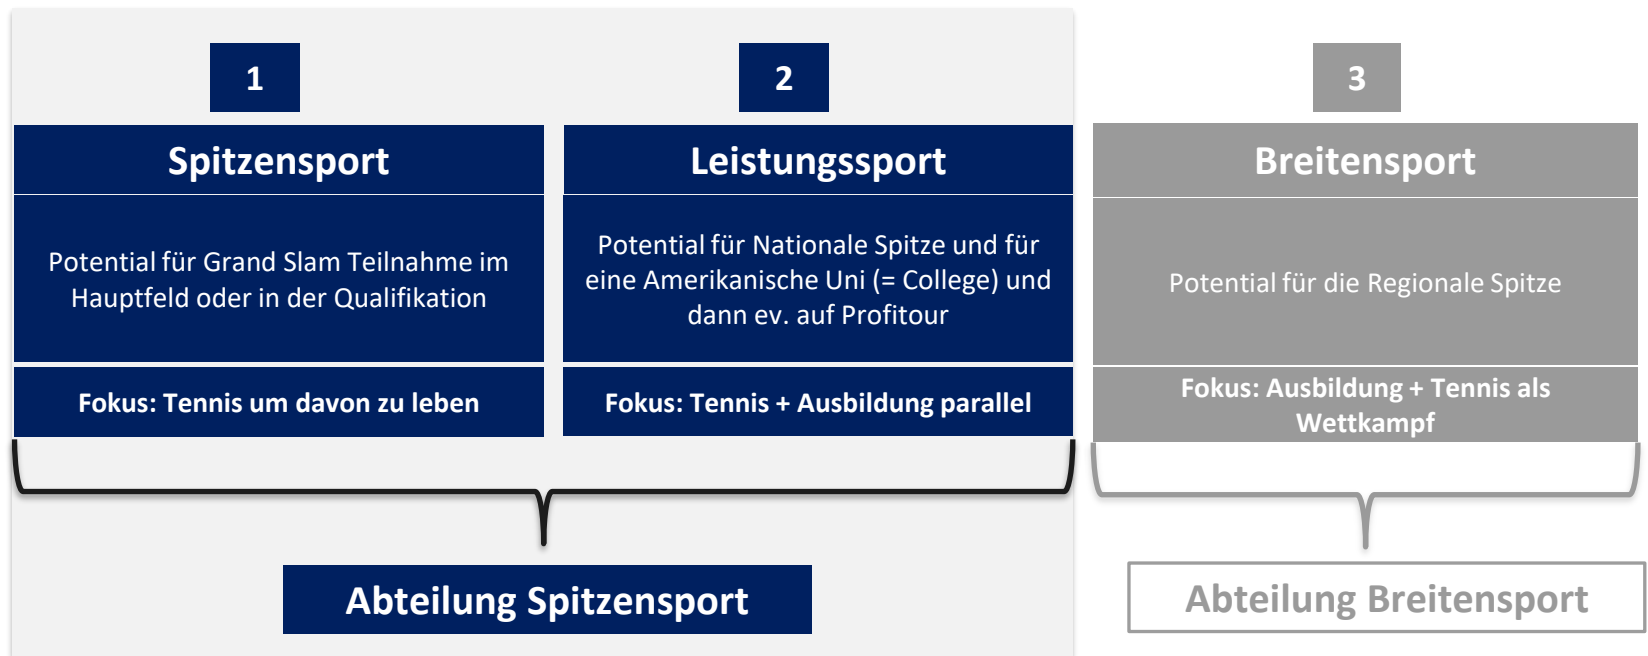 1
Spitzensport
Potential für Grand Slam Teilnahme im
Hauptfeld oder in der Qualifikation
Fokus: Tennis um davon zu leben
2
Leistungssport
Potential für Nationale Spitze und für
eine Amerikanische Uni (= College) und
dann ev. auf Profitour
Fokus: Tennis + Ausbildung parallel
3
Breitensport
Potential für die Regionale Spitze
Fokus: Ausbildung + Tennis als
Wettkampf
Abteilung Spitzensport
Abteilung Breitensport